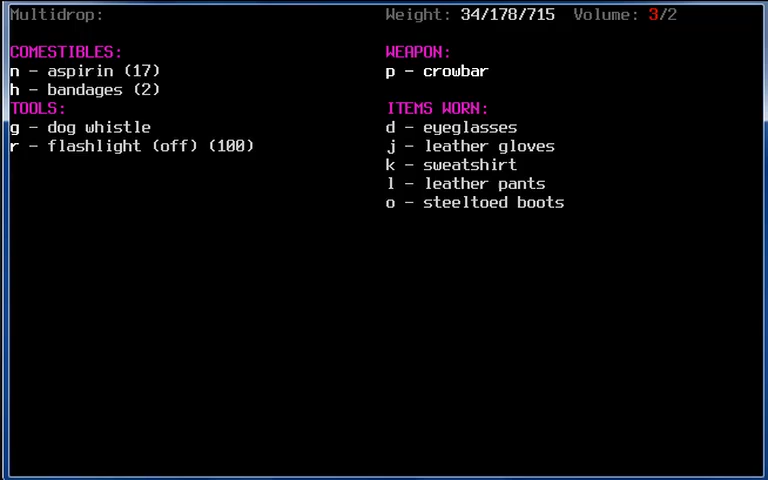 Multidrop: Weight: 34/178/715 Volume: 3/2
COMESTIBLES: WEAPON:
n - aspirin (17) p - crowbar
h - bandages (2)
TOOLS: ITEMS WORN:
g - dog whistle d - eyeglasses
r - flashlight (off) (100) j - leather gloves
k - sweatshirt
l - leather pants
o - steeltoed boots